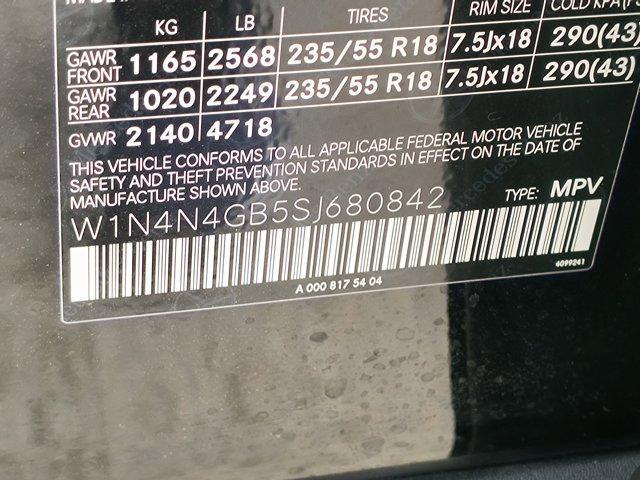 MADE
KG LB TIRES RIM SIZE COLD KPA(P
GAWR FRONT 1165 2568 235/55 R18 7.5Jx18 290(43)
GAWR REAR 1020 2249 235/55 R18 7.5Jx18 290(43)
GVWR 2140 4718
THIS VEHICLE CONFORMS TO ALL APPLICABLE FEDERAL MOTOR VEHICLE
SAFETY AND THEFT PREVENTION STANDARDS IN EFFECT ON THE DATE OF
MANUFACTURE SHOWN ABOVE.
W1N4N4GB5SJ680842 TYPE: MPV
A 000 817 54 04
4099241